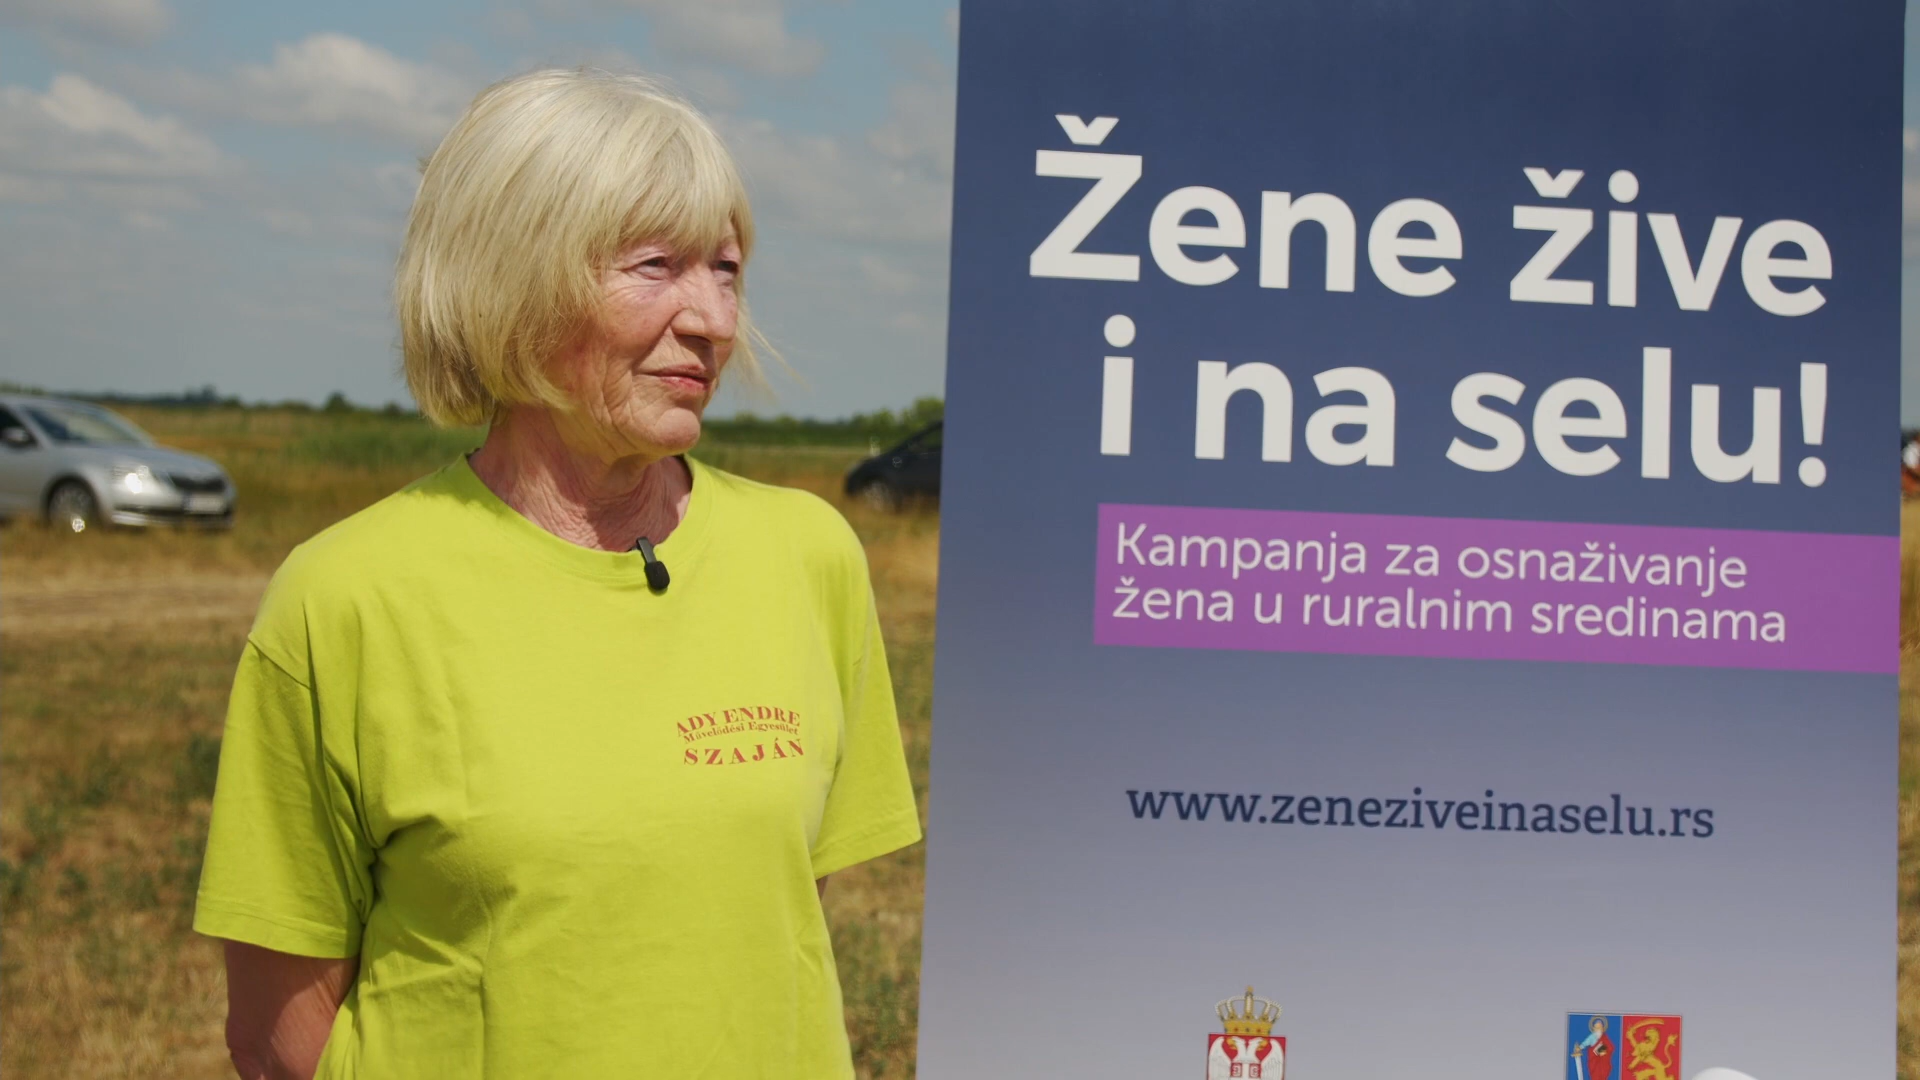 Žene žive
i na selu!
Kampanja za osnaživanje
žena u ruralnim sredinama
www.zeneziveinaselu.rs
ADY ENDRE
Művelődési Egyesület
SZAJÁN